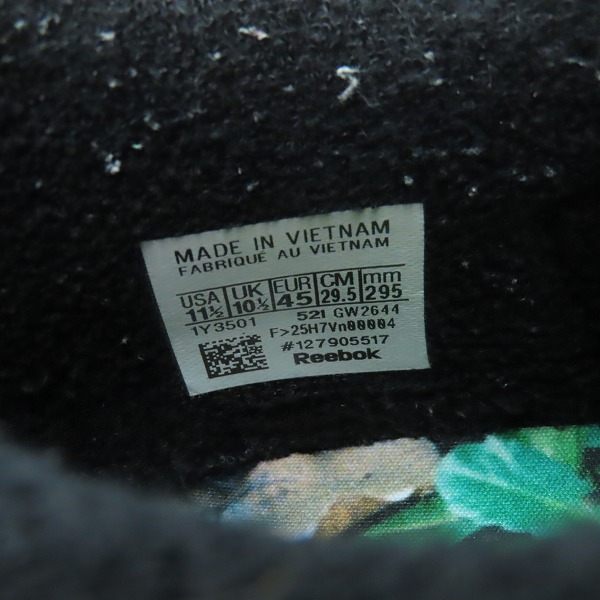 MADE IN VIETNAM
FABRIQUÉ AU VIETNAM
USA UK EUR CM mm
11½ 10½ 45 29.5 295
1Y3501 521 GW2644
F>25H7Vn00004
#127905517
Reebok